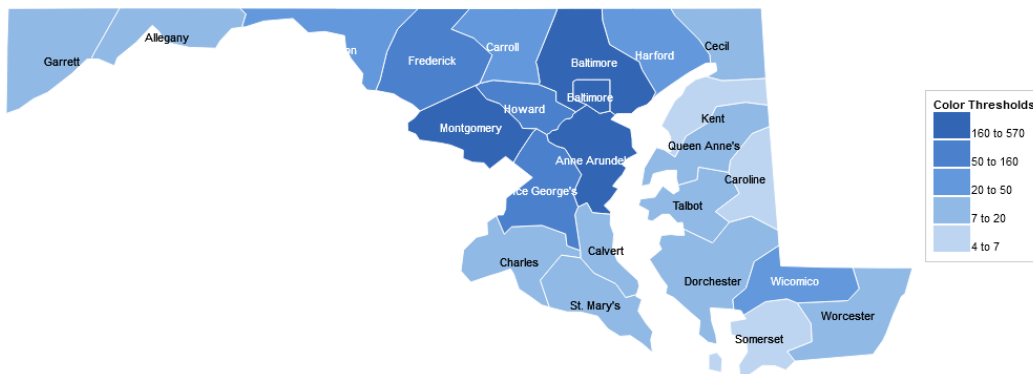 Garrett
Allegany
Frederick
Carroll
Baltimore
Harford
Cecil
Baltimore
Howard
Montgomery
Kent
Queen Anne's
Anne Arundel
George's
Caroline
Talbot
Charles
Calvert
St. Mary's
Dorchester
Wicomico
Worcester
Somerset
Color Thresholds
160 to 570
50 to 160
20 to 50
7 to 20
4 to 7